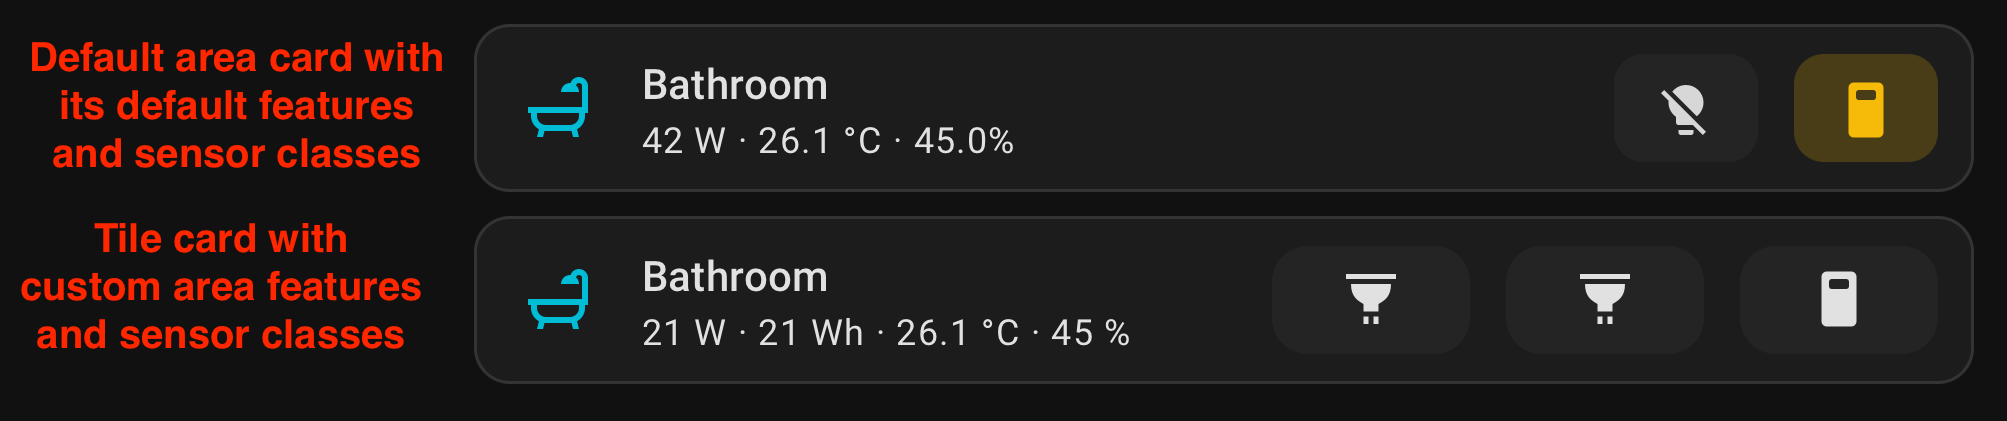 Default area card with
its default features
and sensor classes
Bathroom
42 W · 26.1 °C · 45.0%
Tile card with
custom area features
and sensor classes
Bathroom
21 W · 21 Wh · 26.1 °C · 45 %